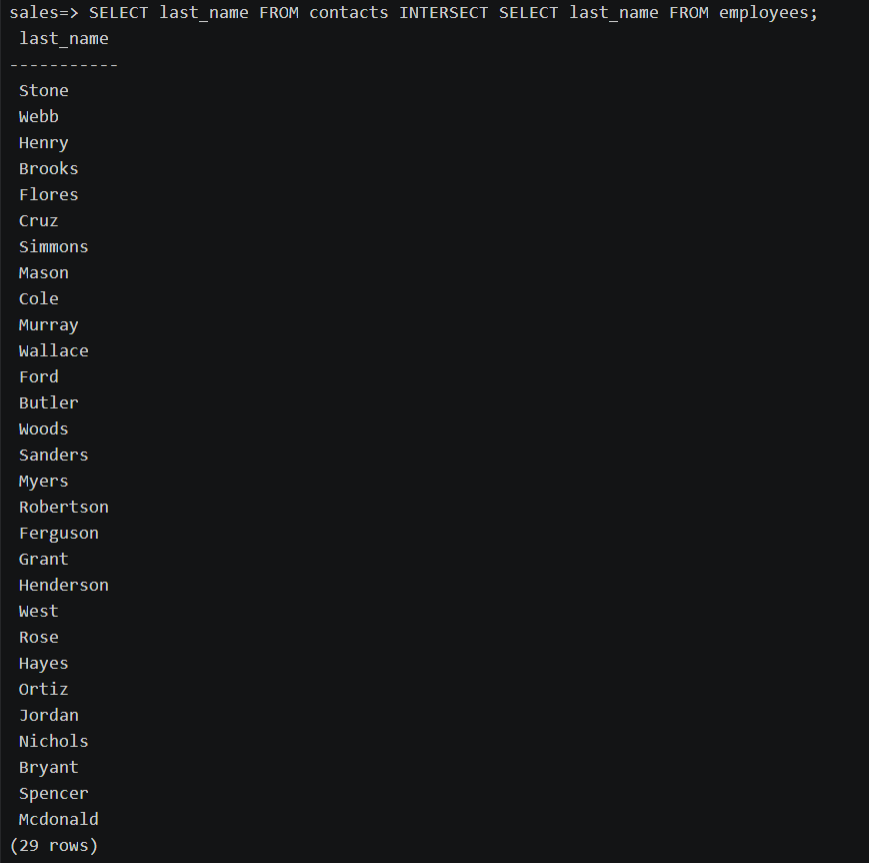 sales=> SELECT last_name FROM contacts INTERSECT SELECT last_name FROM employees;
last_name
-----------
Stone
Webb
Henry
Brooks
Flores
Cruz
Simmons
Mason
Cole
Murray
Wallace
Ford
Butler
Woods
Sanders
Myers
Robertson
Ferguson
Grant
Henderson
West
Rose
Hayes
Ortiz
Jordan
Nichols
Bryant
Spencer
Mcdonald
(29 rows)